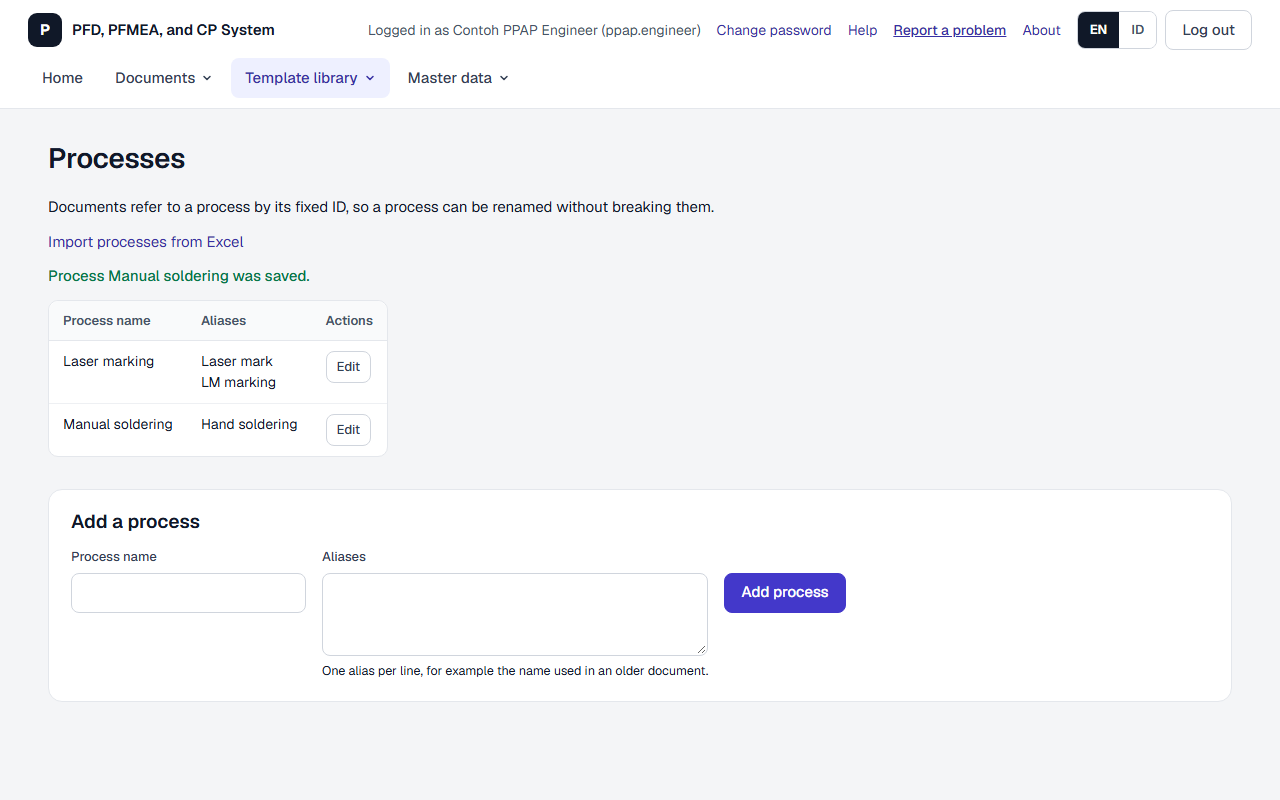 P PFD, PFMEA, and CP System Logged in as Contoh PPAP Engineer (ppap.engineer) Change password Help Report a problem About EN ID Log out
Home Documents Template library Master data
Processes
Documents refer to a process by its fixed ID, so a process can be renamed without breaking them.
Import processes from Excel
Process Manual soldering was saved.
Process name Aliases Actions
Laser marking Laser mark Edit
LM marking
Manual soldering Hand soldering Edit
Add a process
Process name Aliases
Add process
One alias per line, for example the name used in an older document.